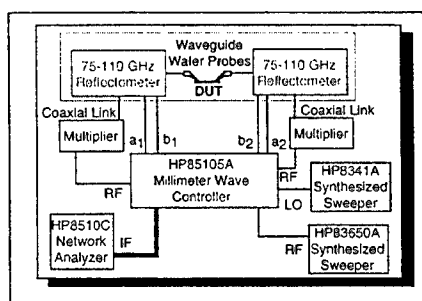 Waveguide
Wafer Probes
75-110 GHz
Reflectometer
75-110 GHz
Reflectometer
DUT
Coaxial Link
Coaxial Link
Multiplier
a1
b1
b2
a2
Multiplier
RF
HP85105A
Millimeter Wave
Controller
RF
HP8341A
Synthesized
Sweeper
LO
HP8510C
Network
Analyzer
IF
RF
HP83650A
Synthesized
Sweeper